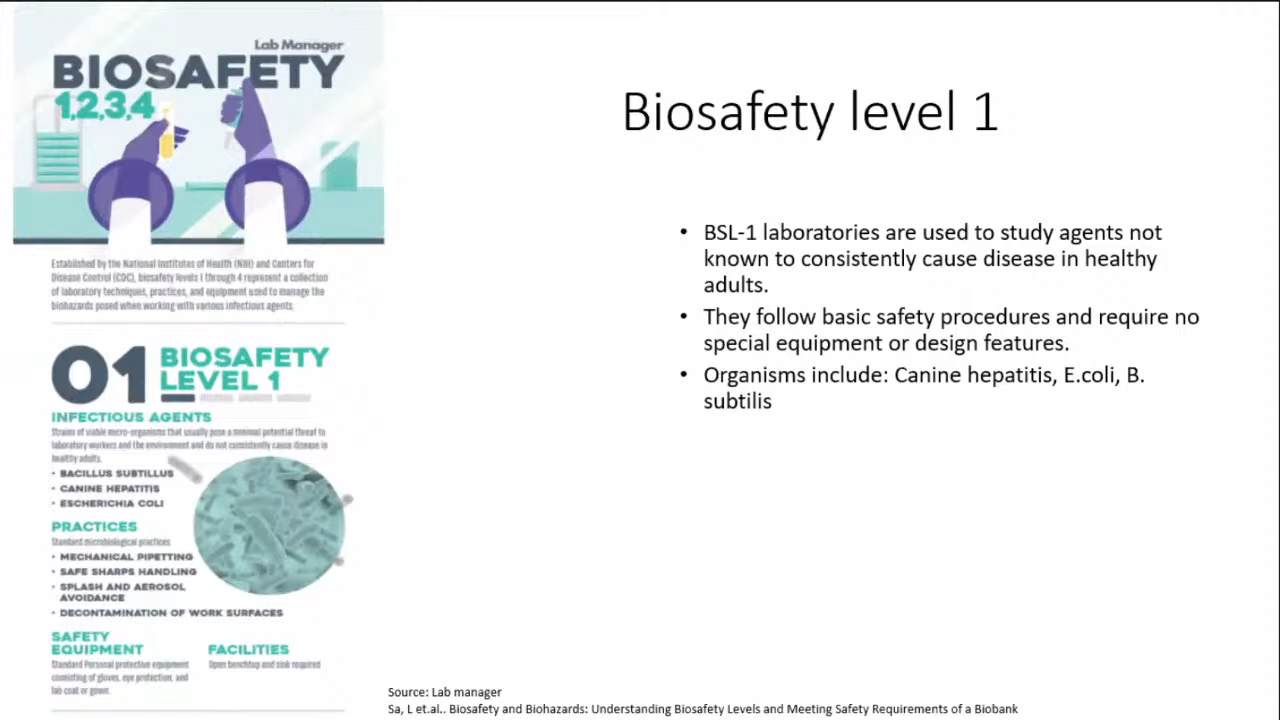 Lab Manager
BIOSAFETY
1,2,3,4
Established by the National Institutes of Health (NIH) and Centers for
Disease Control (CDC), biosafety levels 1 through 4 represent a collection
of laboratory techniques, practices, and equipment used to manage the
biohazards posed when working with various infectious agents.
01 BIOSAFETY
LEVEL 1
INFECTIOUS AGENTS
Strains of viable micro-organisms that usually pose a minimal potential threat to
laboratory workers and the environment and do not consistently cause disease in
healthy adults.
• BACILLUS SUBTILLUS
• CANINE HEPATITIS
• ESCHERICHIA COLI
PRACTICES
Standard microbiological practices
• MECHANICAL PIPETTING
• SAFE SHARPS HANDLING
• SPLASH AND AEROSOL
AVOIDANCE
• DECONTAMINATION OF WORK SURFACES
SAFETY
EQUIPMENT
Standard Personal protective equipment
consisting of gloves, eye protection, and
lab coat or gown.
FACILITIES
Open benchtop and sink required
Biosafety level 1
• BSL-1 laboratories are used to study agents not
known to consistently cause disease in healthy
adults.
• They follow basic safety procedures and require no
special equipment or design features.
• Organisms include: Canine hepatitis, E.coli, B.
subtilis
Source: Lab manager
Sa, L et.al.. Biosafety and Biohazards: Understanding Biosafety Levels and Meeting Safety Requirements of a Biobank